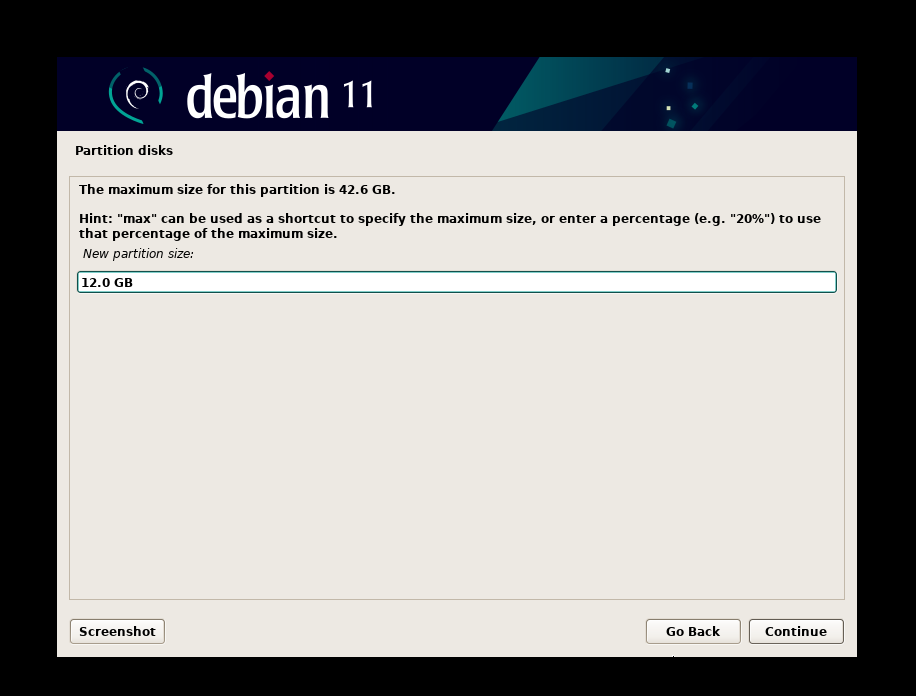 debian 11
Partition disks
The maximum size for this partition is 42.6 GB.
Hint: "max" can be used as a shortcut to specify the maximum size, or enter a percentage (e.g. "20%") to use
that percentage of the maximum size.
New partition size:
12.0 GB
Screenshot
Go Back
Continue